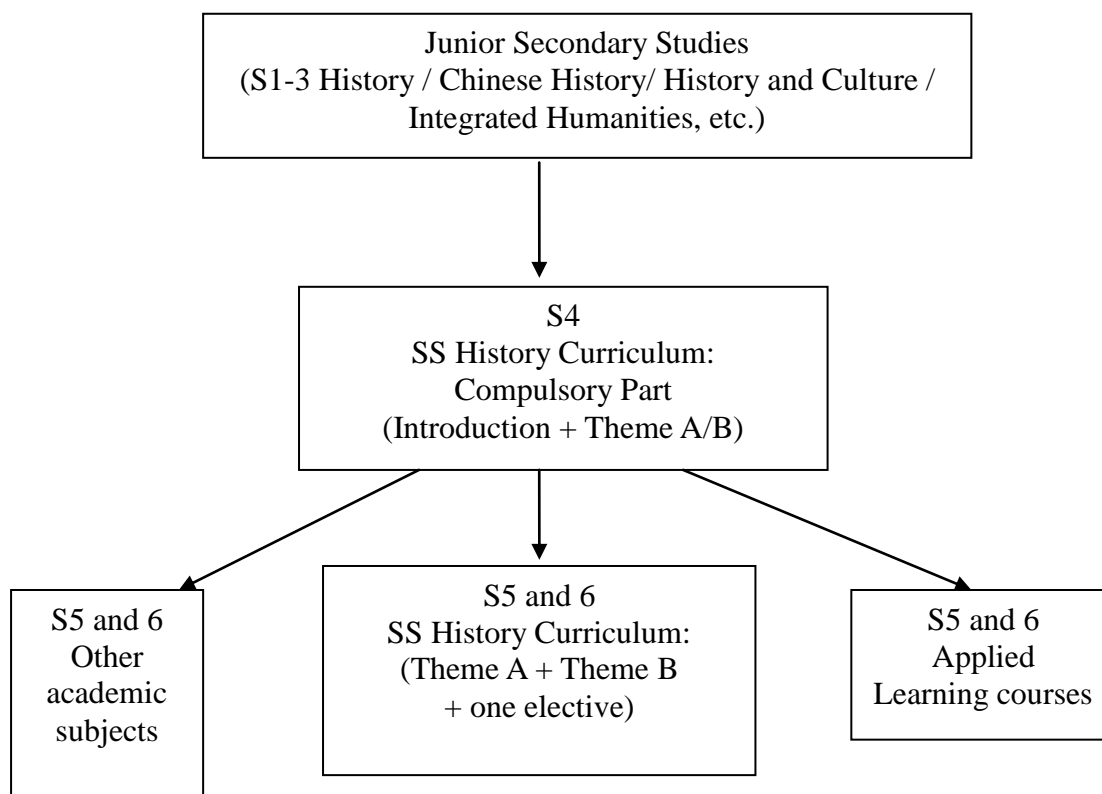 Junior Secondary Studies
(S1-3 History / Chinese History/ History and Culture /
Integrated Humanities, etc.)
S4
SS History Curriculum:
Compulsory Part
(Introduction + Theme A/B)
S5 and 6
Other
academic
subjects
S5 and 6
SS History Curriculum:
(Theme A + Theme B
+ one elective)
S5 and 6
Applied
Learning courses